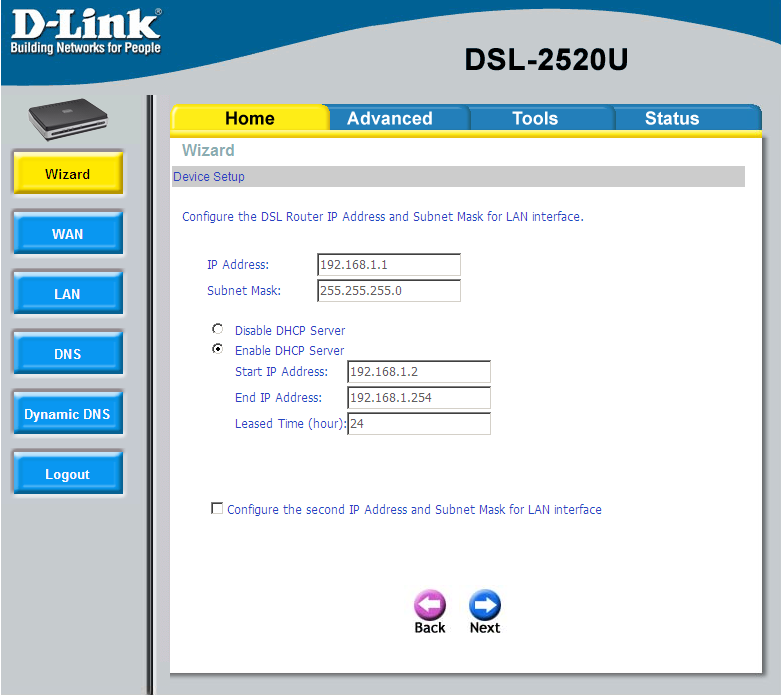 D-Link®
Building Networks for People
DSL-2520U
Home Advanced Tools Status
Wizard
WAN
LAN
DNS
Dynamic DNS
Logout
Wizard
Device Setup
Configure the DSL Router IP Address and Subnet Mask for LAN interface.
IP Address: 192.168.1.1
Subnet Mask: 255.255.255.0
Disable DHCP Server
Enable DHCP Server
Start IP Address: 192.168.1.2
End IP Address: 192.168.1.254
Leased Time (hour): 24
Configure the second IP Address and Subnet Mask for LAN interface
Back Next